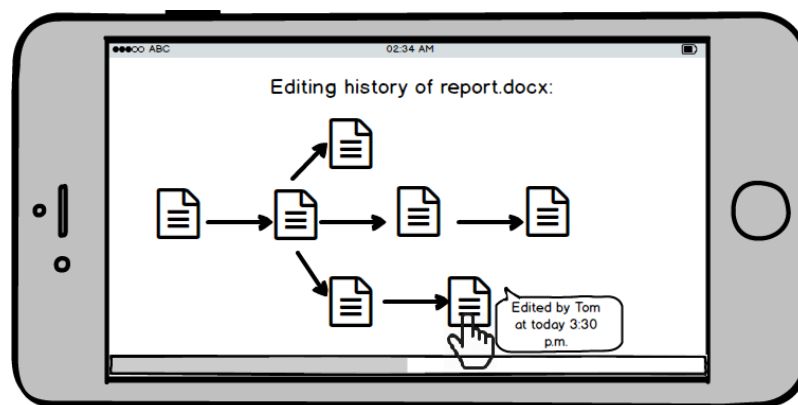 ABC 02:34 AM
Editing history of report.docx:
Edited by Tom
at today 3:30
p.m.